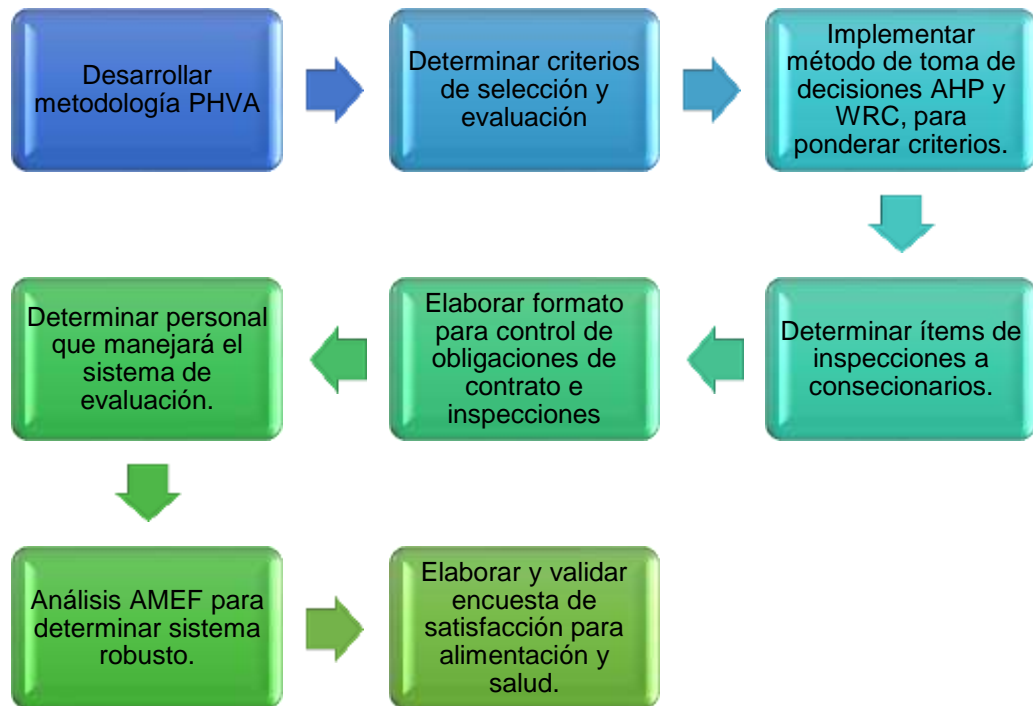 Desarrollar
metodología PHVA
Determinar criterios
de selección y
evaluación
Implementar
método de toma de
decisiones AHP y
WRC, para
ponderar criterios.
Determinar ítems de
inspecciones a
consecionarios.
Elaborar formato
para control de
obligaciones de
contrato e
inspecciones
Determinar personal
que manejará el
sistema de
evaluación.
Análisis AMEF para
determinar sistema
robusto.
Elaborar y validar
encuesta de
satisfacción para
alimentación y
salud.